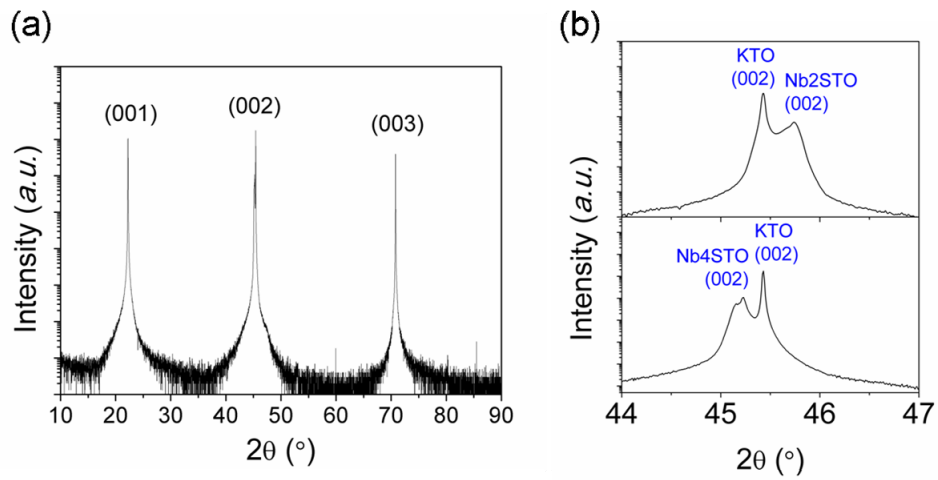 (a)
(001)
(002)
(003)
Intensity (a.u.)
10 20 30 40 50 60 70 80 90
2θ (°)
(b)
KTO
(002)
Nb2STO
(002)
Nb4STO
(002)
KTO
(002)
Intensity (a.u.)
44 45 46 47
2θ (°)